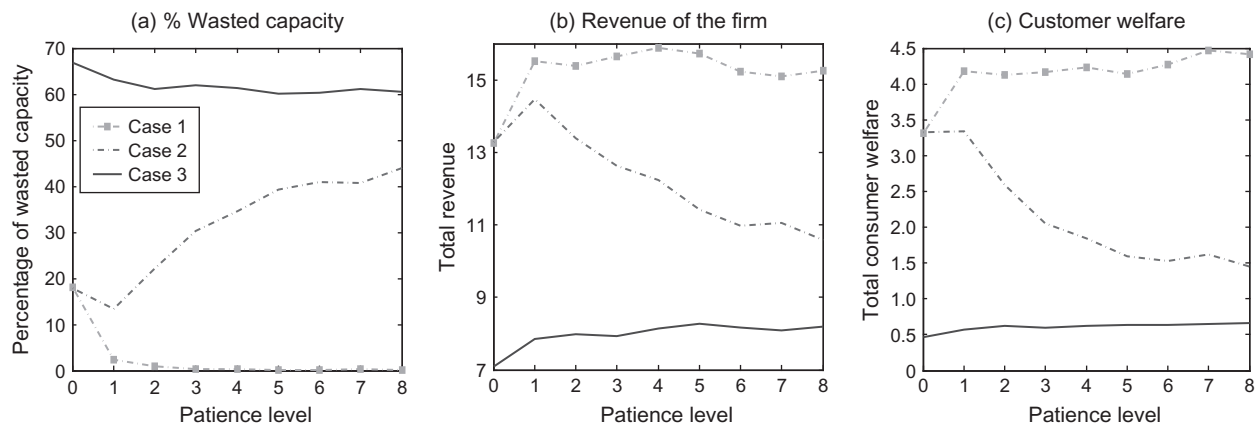 (a) % Wasted capacity
Percentage of wasted capacity
70
60
50
40
30
20
10
0
Case 1
Case 2
Case 3
0 1 2 3 4 5 6 7 8
Patience level
(b) Revenue of the firm
Total revenue
15
13
11
9
7
0 1 2 3 4 5 6 7 8
Patience level
(c) Customer welfare
Total consumer welfare
4.5
4.0
3.5
3.0
2.5
2.0
1.5
1.0
0.5
0
0 1 2 3 4 5 6 7 8
Patience level